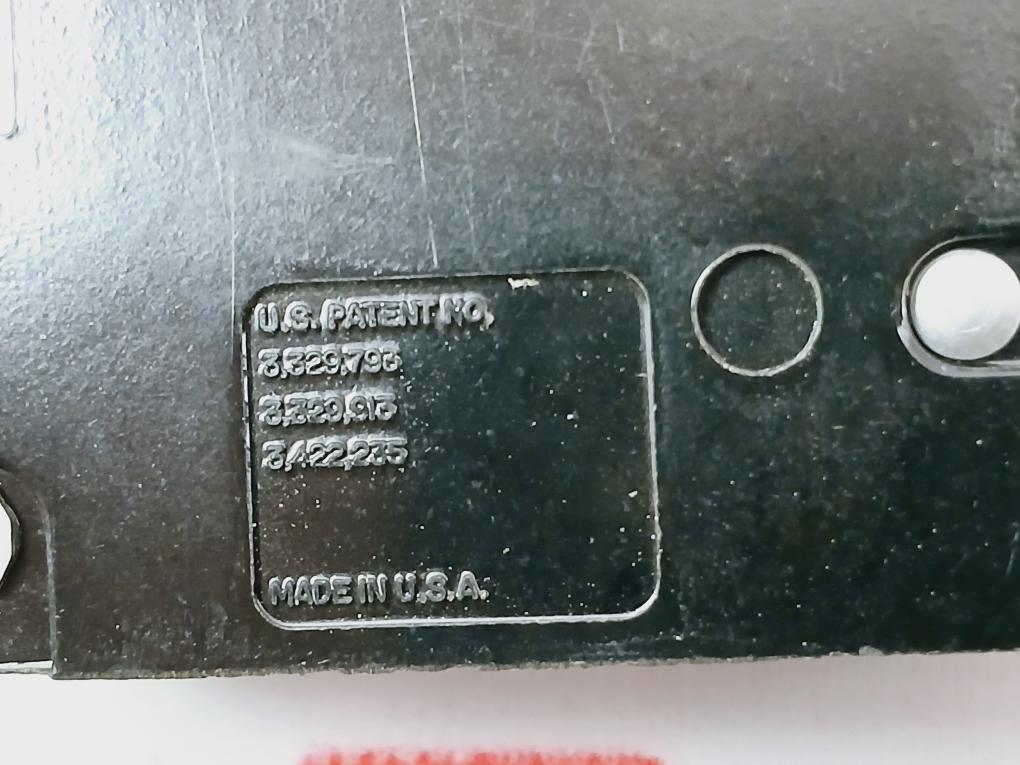 U.S. PATENT NO.
3,329,793
3,329,913
3,422,235
MADE IN U.S.A.